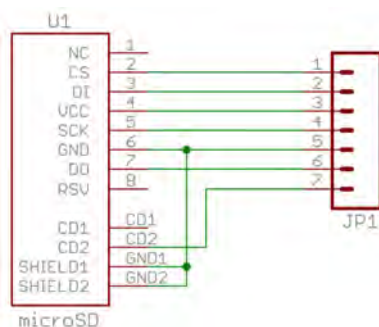 U1
NC 1
CS 2 1
DI 3 2
VCC 4 3
SCK 5 4
GND 6 5
DO 7 6
RSV 8 7
CD1 CD1
CD2 CD2
SHIELD1 GND1
SHIELD2 GND2
JP1
microSD